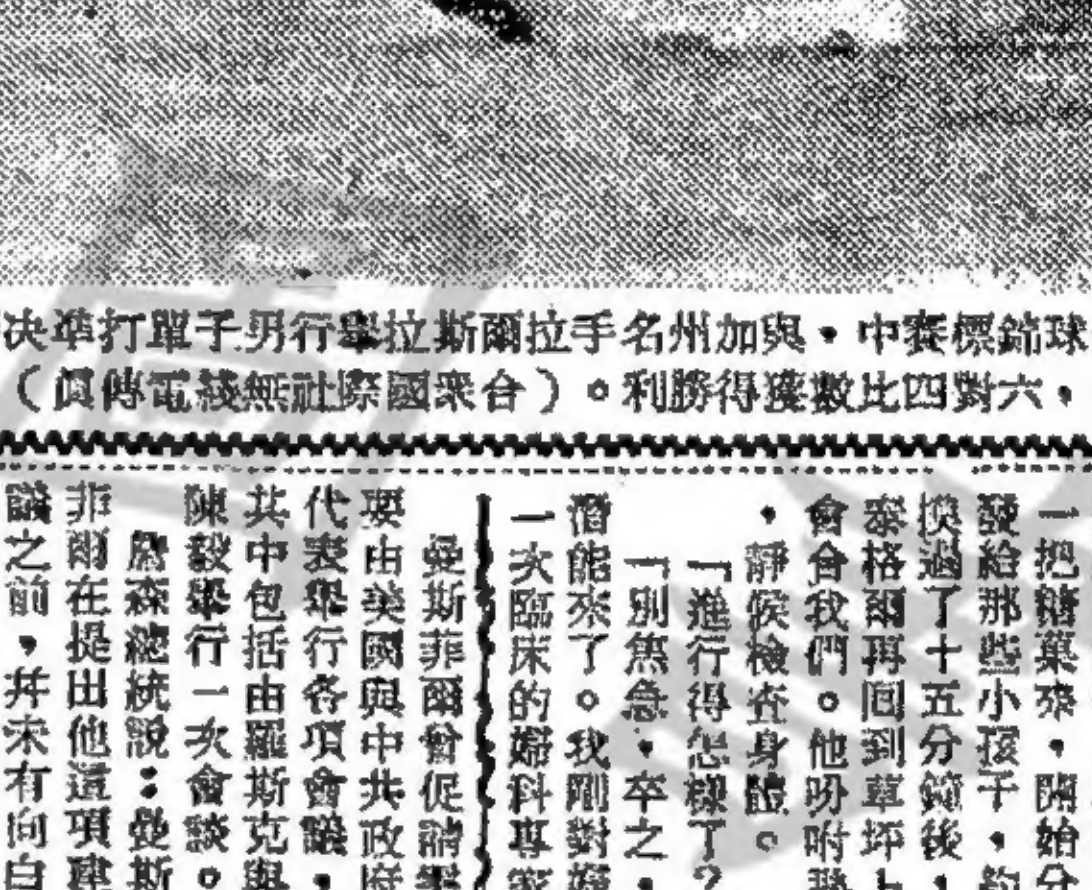 球錦標賽中，與加州名手拉爾斯拉舉行男子單打準決
，六對四比數獲得勝利。（合衆國際社無綫電傳眞）
一把糖菓來，開始分
發給那些小孩子，
換過了十五分鐘後，
泰格爾再囘到草坪上
會合我們。他吩咐
，靜候檢查身體。
「進行得怎樣了？
「別焦急，卒之，
能來了。我剛對
一次臨床的婦科專家
曼斯菲爾曾促請舉
要由美國與中共政府
代表舉行各項會議，
其中包括由羅斯克與
陳毅舉行一次會談。
詹森總統說：曼斯
菲爾在提出他這項建
議之前，幷未有向白